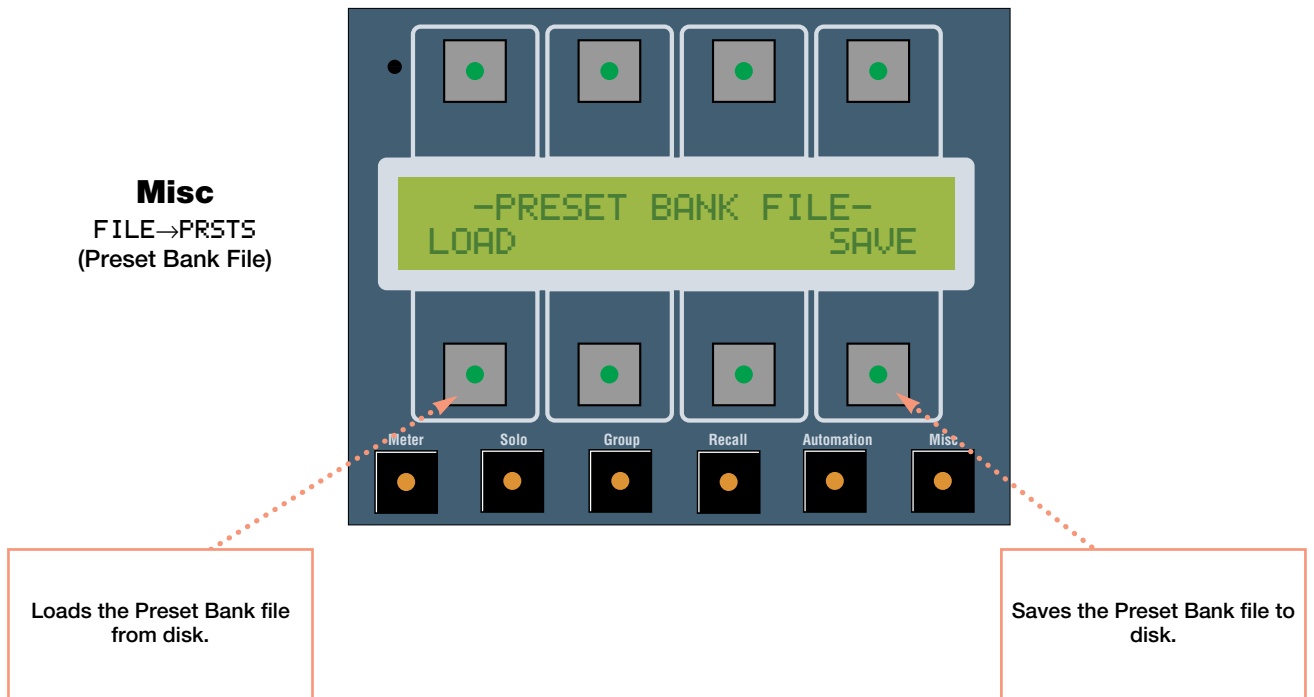 Misc
FILE→PRSTS
(Preset Bank File)
-PRESET BANK FILE-
LOAD SAVE
Meter Solo Group Recall Automation Misc
Loads the Preset Bank file
from disk.
Saves the Preset Bank file to
disk.